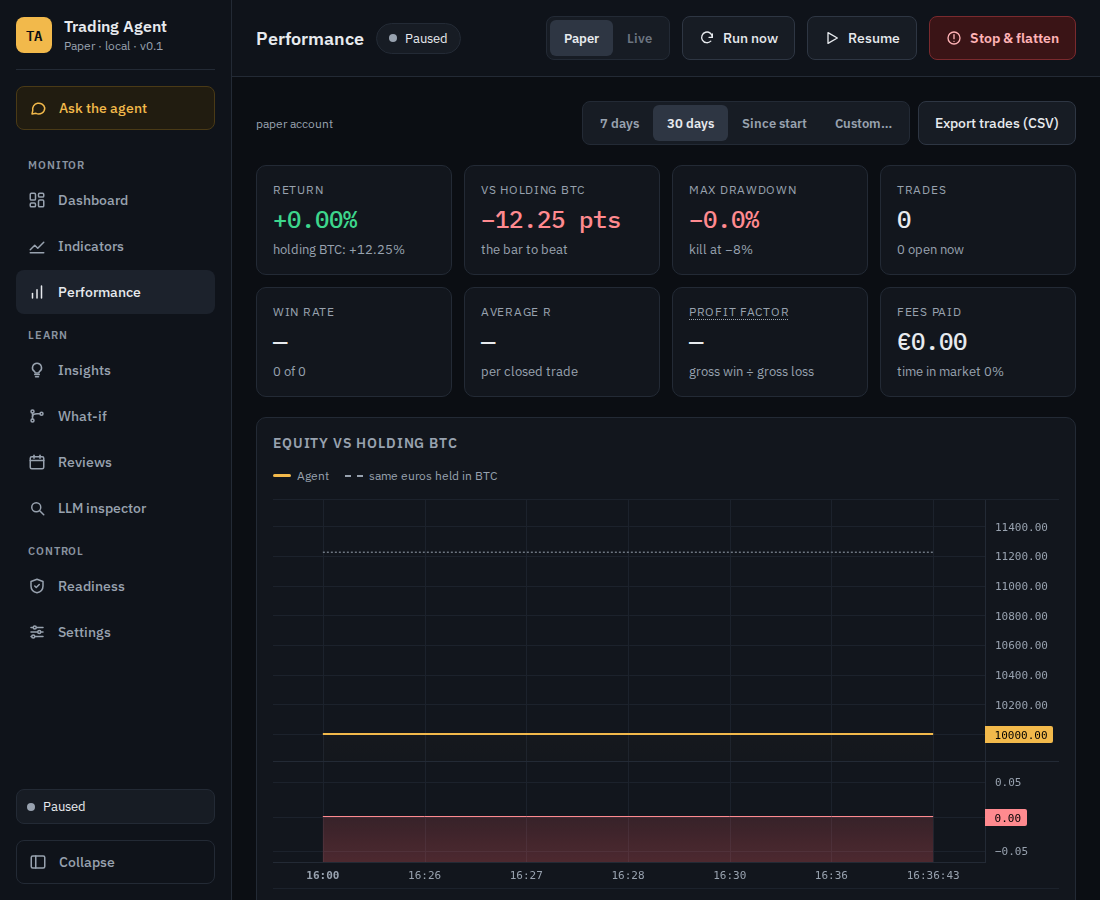 TA
Trading Agent
Paper · local · v0.1
Ask the agent
MONITOR
Dashboard
Indicators
Performance
LEARN
Insights
What-if
Reviews
LLM inspector
CONTROL
Readiness
Settings
Paused
Collapse
Performance
Paused
Paper Live
Run now
Resume
Stop & flatten
paper account
7 days 30 days Since start Custom...
Export trades (CSV)
RETURN
+0.00%
holding BTC: +12.25%
VS HOLDING BTC
−12.25 pts
the bar to beat
MAX DRAWDOWN
−0.0%
kill at −8%
TRADES
0
0 open now
WIN RATE
—
0 of 0
AVERAGE R
—
per closed trade
PROFIT FACTOR
—
gross win ÷ gross loss
FEES PAID
€0.00
time in market 0%
EQUITY VS HOLDING BTC
Agent same euros held in BTC
11400.00
11200.00
11000.00
10800.00
10600.00
10400.00
10200.00
10000.00
0.05
0.00
−0.05
16:00 16:26 16:27 16:28 16:30 16:36 16:36:43